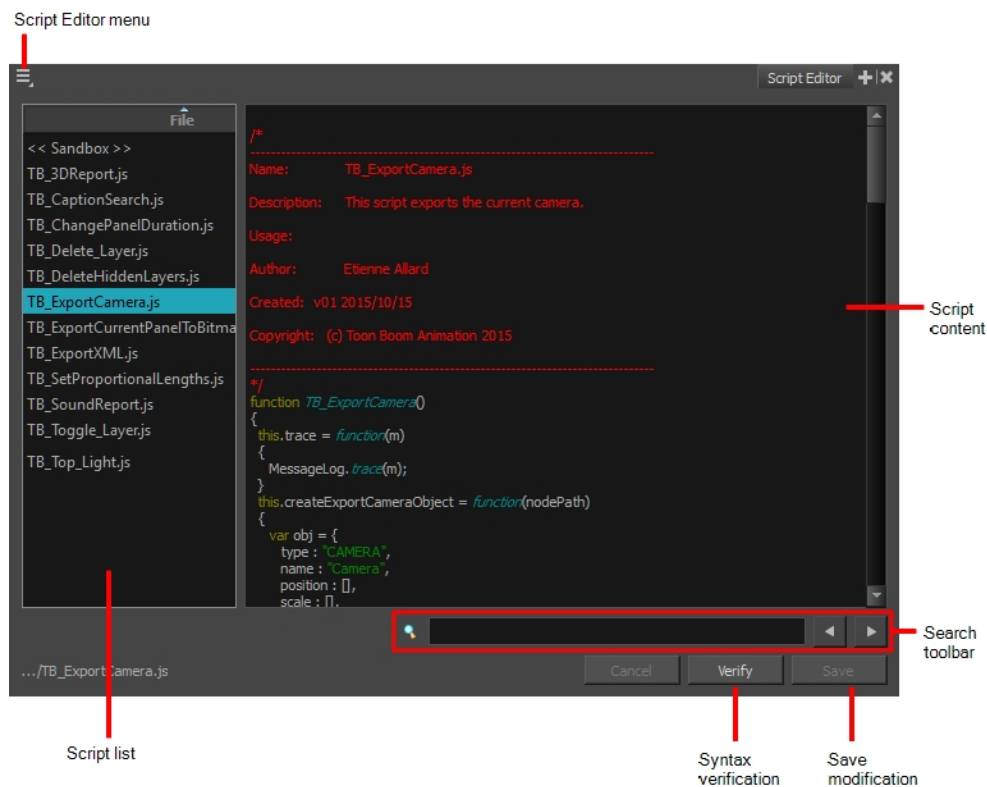 Script Editor menu
Script Editor
File
<< Sandbox >>
TB_3DReport.js
TB_CaptionSearch.js
TB_ChangePanelDuration.js
TB_Delete_Layer.js
TB_DeleteHiddenLayers.js
TB_ExportCamera.js
TB_ExportCurrentPanelToBitma
TB_ExportXML.js
TB_SetProportionalLengths.js
TB_SoundReport.js
TB_Toggle_Layer.js
TB_Top_Light.js
/*
--------------------------------------------------------------------------------
Name: TB_ExportCamera.js
Description: This script exports the current camera.
Usage:
Author: Etienne Allard
Created: v01 2015/10/15
Copyright: (c) Toon Boom Animation 2015
--------------------------------------------------------------------------------
*/
function TB_ExportCamera()
{
this.trace = function(m)
{
MessageLog.trace(m);
}
this.createExportCameraObject = function(nodePath)
{
var obj = {
type : "CAMERA",
name : "Camera",
position : [],
scale : [],
Script
content
Search
toolbar
.../TB_ExportCamera.js
Cancel
Verify
Save
Script list
Syntax
verification
Save
modification